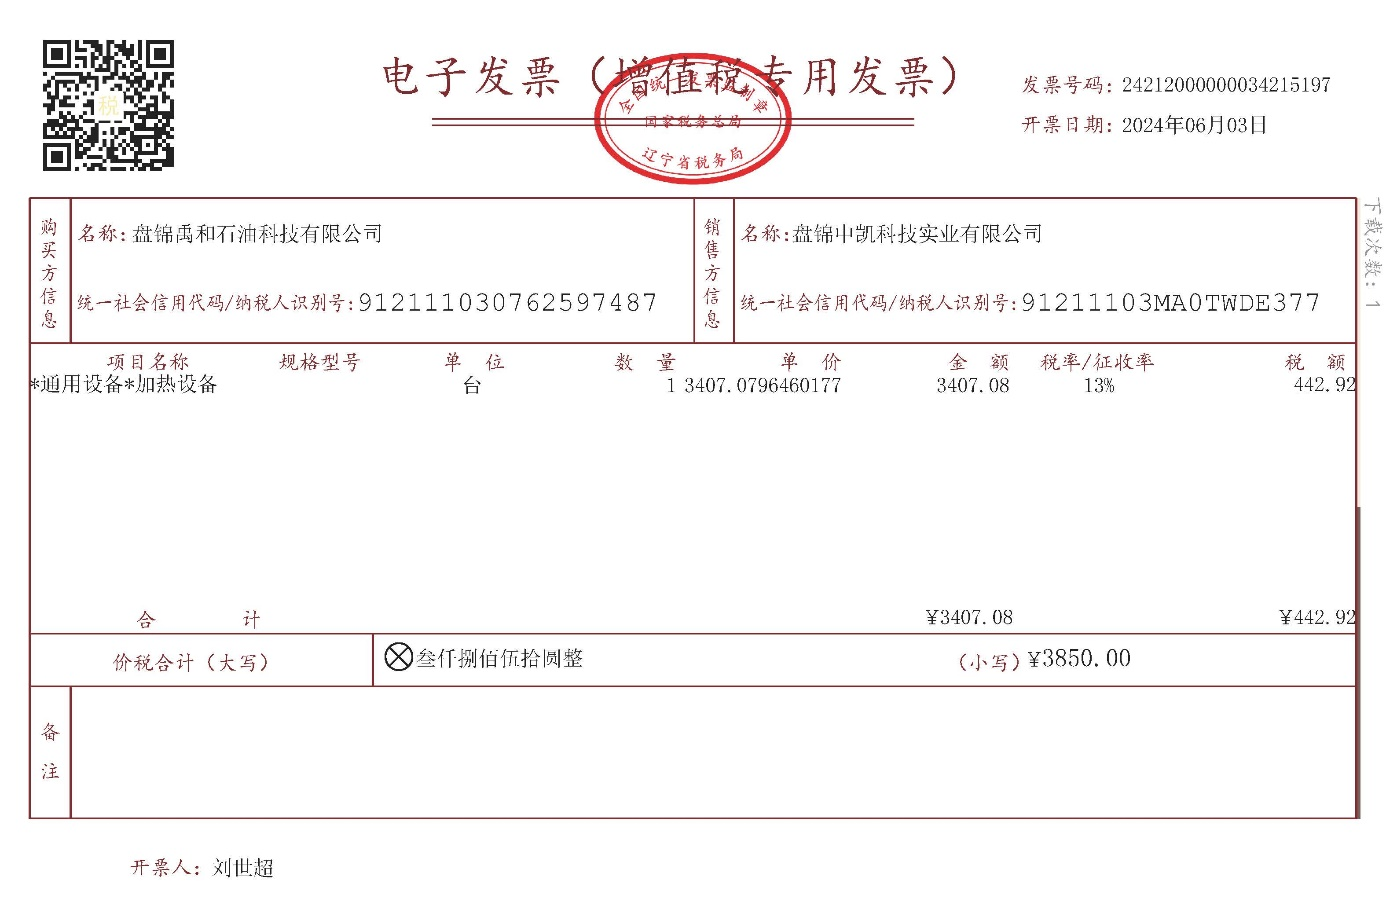 电子发票（增值税专用发票）
全国统一发票监制章
国家税务总局
辽宁省税务局
税
发票号码：24212000000034215197
开票日期：2024年06月03日
下载次数：1
购买方信息
名称：盘锦禹和石油科技有限公司
统一社会信用代码/纳税人识别号：912111030762597487
销售方信息
名称：盘锦中凯科技实业有限公司
统一社会信用代码/纳税人识别号：91211103MA0TWDE377
项目名称 规格型号 单位 数量 单价 金额 税率/征收率 税额
*通用设备*加热设备 台 1 3407.0796460177 3407.08 13% 442.92
合计 ¥3407.08 ¥442.92
价税合计（大写） 叁仟捌佰伍拾圆整 （小写）¥3850.00
备注
开票人：刘世超